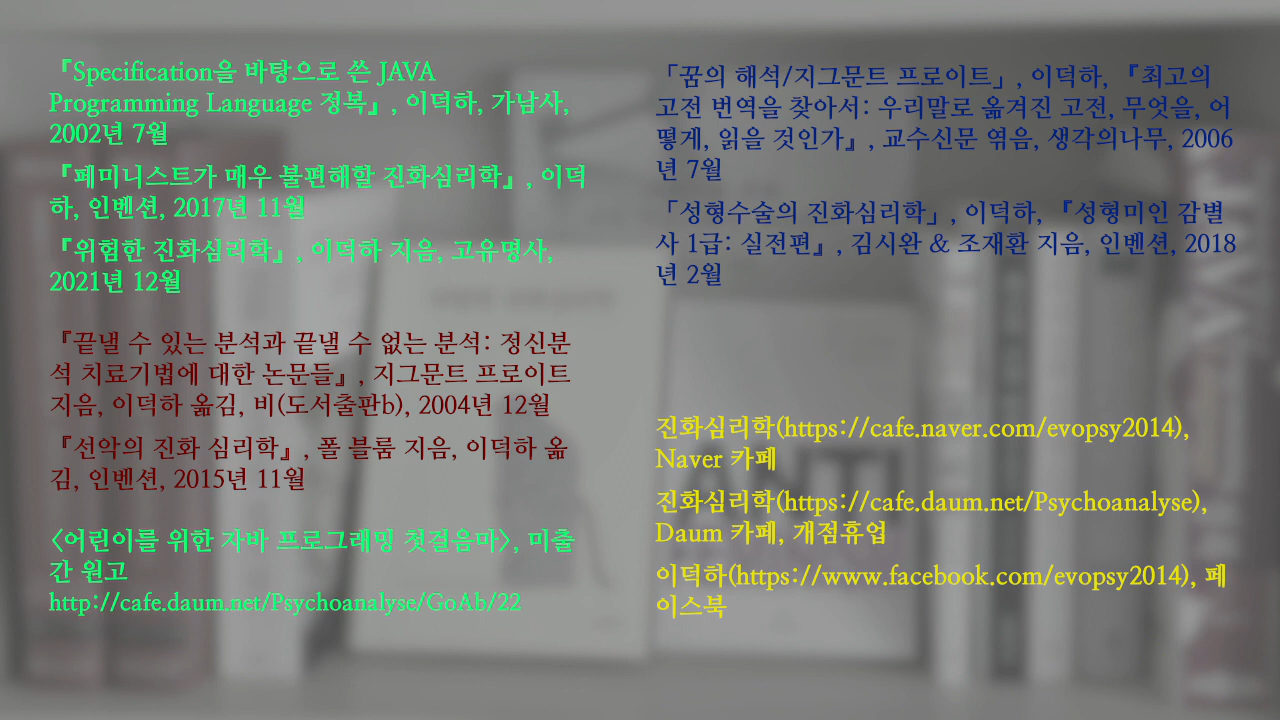 『Specification을 바탕으로 쓴 JAVA
Programming Language 정복』, 이덕하, 가남사,
2002년 7월
『페미니스트가 매우 불편해할 진화심리학』, 이덕
하, 인벤션, 2017년 11월
『위험한 진화심리학』, 이덕하 지음, 고유명사,
2021년 12월
『끝낼 수 있는 분석과 끝낼 수 없는 분석: 정신분
석 치료기법에 대한 논문들』, 지그문트 프로이트
지음, 이덕하 옮김, 비(도서출판b), 2004년 12월
『선악의 진화 심리학』, 폴 블룸 지음, 이덕하 옮
김, 인벤션, 2015년 11월
〈어린이를 위한 자바 프로그래밍 첫걸음마〉, 미출
간 원고
http://cafe.daum.net/Psychoanalyse/GoAb/22
「꿈의 해석/지그문트 프로이트」, 이덕하, 『최고의
고전 번역을 찾아서: 우리말로 옮겨진 고전, 무엇을, 어
떻게, 읽을 것인가』, 교수신문 엮음, 생각의나무, 2006
년 7월
「성형수술의 진화심리학」, 이덕하, 『성형미인 감별
사 1급: 실전편』, 김시완 & 조재환 지음, 인벤션, 2018
년 2월
진화심리학(https://cafe.naver.com/evopsy2014),
Naver 카페
진화심리학(https://cafe.daum.net/Psychoanalyse),
Daum 카페, 개점휴업
이덕하(https://www.facebook.com/evopsy2014), 페
이스북